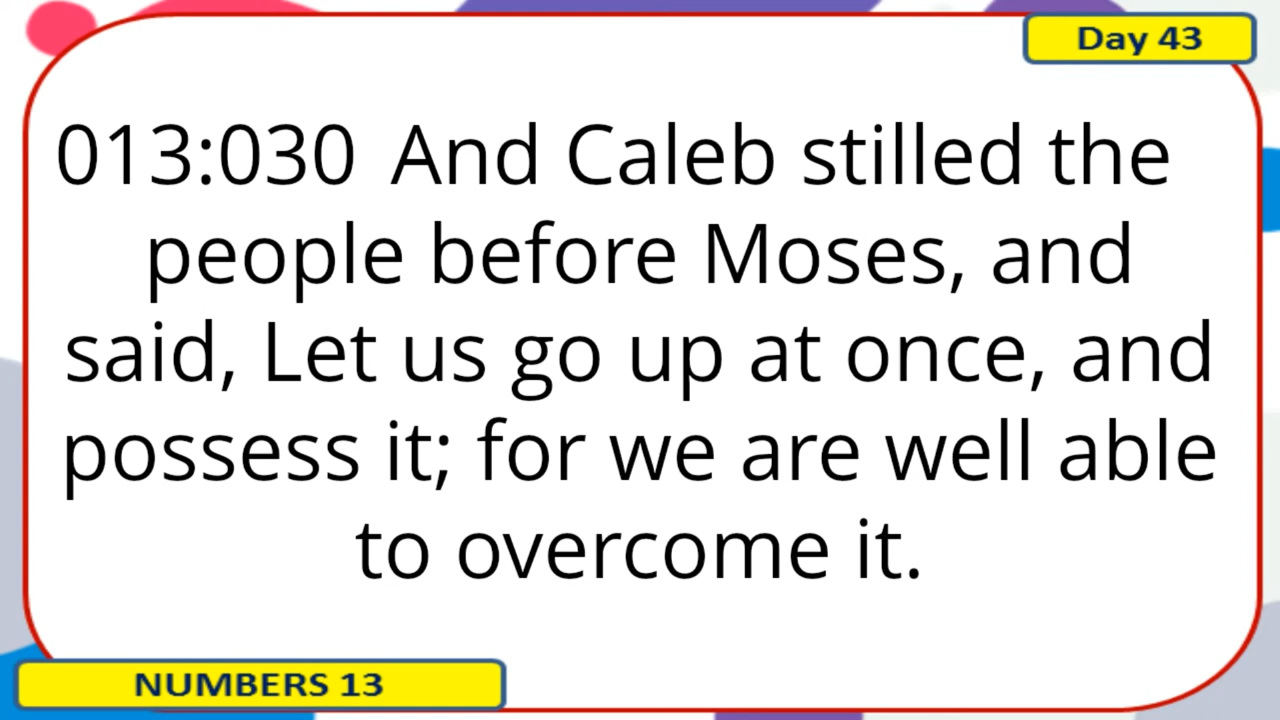 Day 43
013:030 And Caleb stilled the
people before Moses, and
said, Let us go up at once, and
possess it; for we are well able
to overcome it.
NUMBERS 13